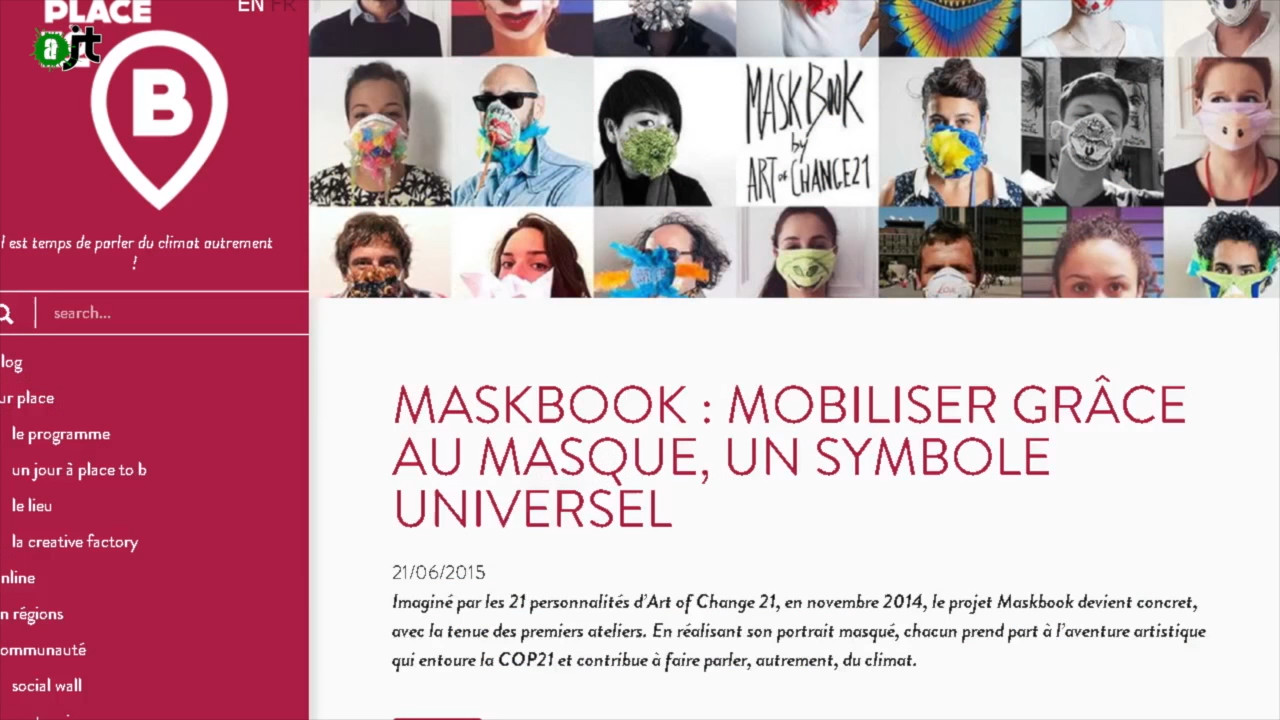 PLACE
EN FR
ajt
B
l est temps de parler du climat autrement
!
search...
log
ur place
le programme
un jour à place to b
le lieu
la creative factory
nline
n régions
ommunauté
social wall
MASKBOOK
by
ART of CHANGE21
MASKBOOK : MOBILISER GRÂCE
AU MASQUE, UN SYMBOLE
UNIVERSEL
21/06/2015
Imaginé par les 21 personnalités d'Art of Change 21, en novembre 2014, le projet Maskbook devient concret,
avec la tenue des premiers ateliers. En réalisant son portrait masqué, chacun prend part à l'aventure artistique
qui entoure la COP21 et contribue à faire parler, autrement, du climat.